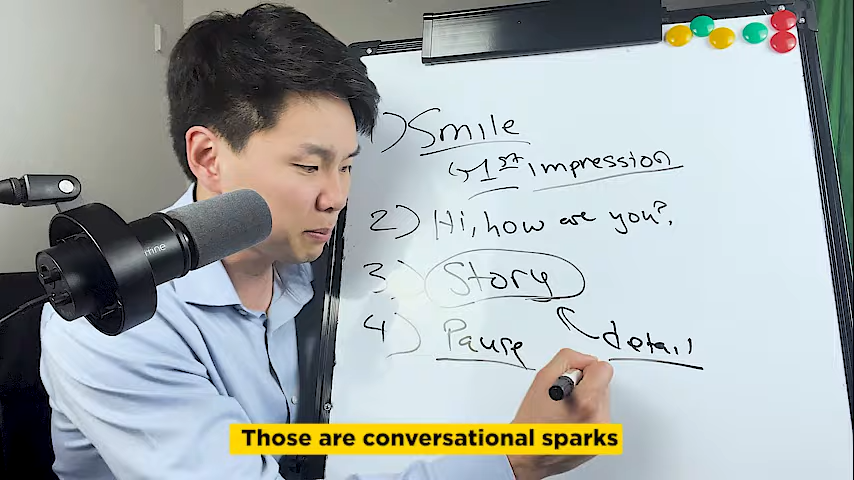 1) Smile
↳ 1st impression
2) Hi, how are you?
3) Story
4) Pause detail
Those are conversational sparks